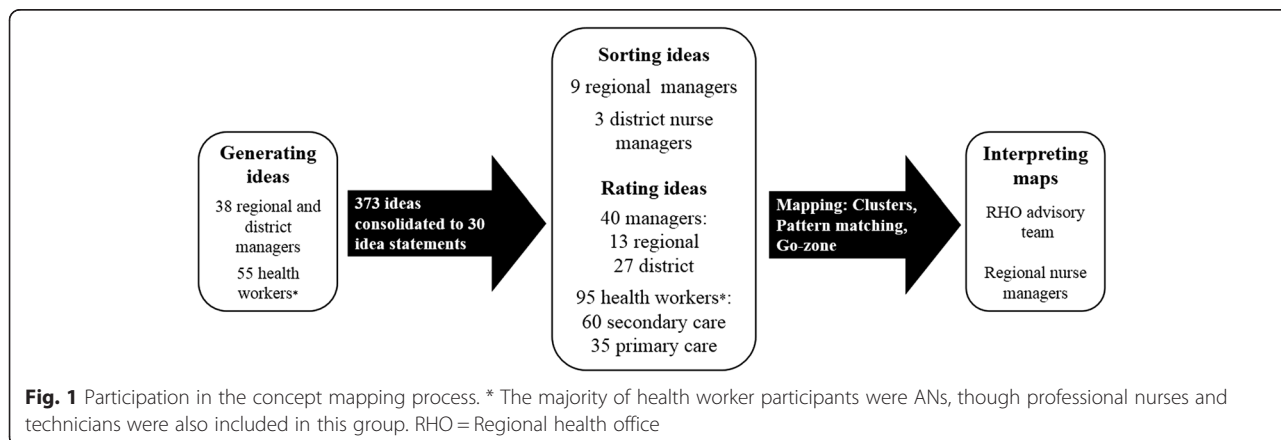 Generating
ideas
38 regional and
district
managers
55 health
workers*
373 ideas
consolidated to 30
idea statements
Sorting ideas
9 regional managers
3 district nurse
managers
Rating ideas
40 managers:
13 regional
27 district
95 health workers*:
60 secondary care
35 primary care
Mapping: Clusters,
Pattern matching,
Go-zone
Interpreting
maps
RHO advisory
team
Regional nurse
managers
Fig. 1 Participation in the concept mapping process. * The majority of health worker participants were ANs, though professional nurses and
technicians were also included in this group. RHO = Regional health office